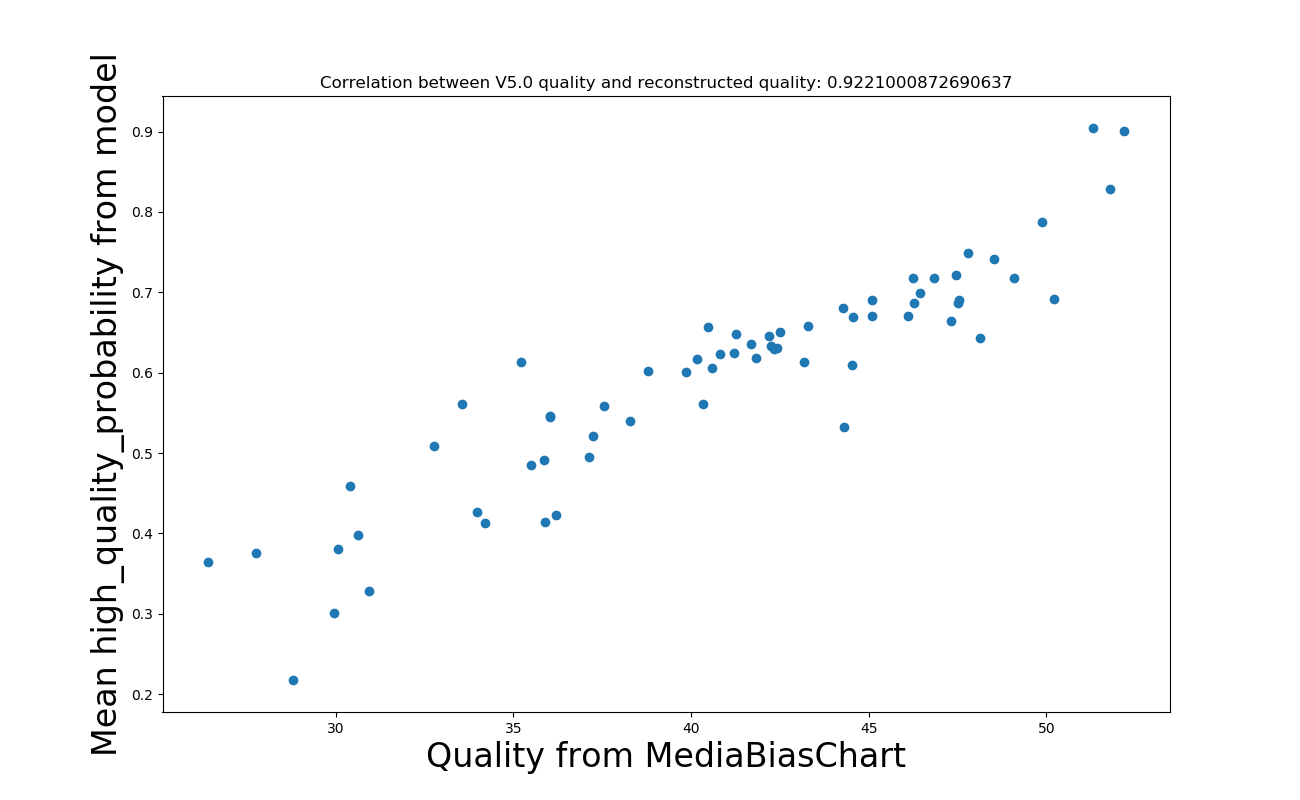 Correlation between V5.0 quality and reconstructed quality: 0.9221000872690637
Mean high_quality_probability from model
0.9
0.8
0.7
0.6
0.5
0.4
0.3
0.2
30 35 40 45 50
Quality from MediaBiasChart